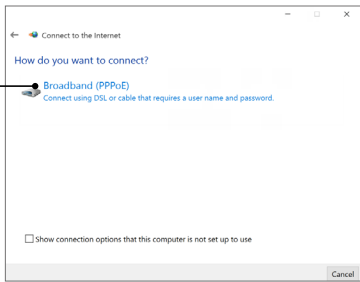 Connect to the Internet
How do you want to connect?
Broadband (PPPoE)
Connect using DSL or cable that requires a user name and password.
Show connection options that this computer is not set up to use
Cancel